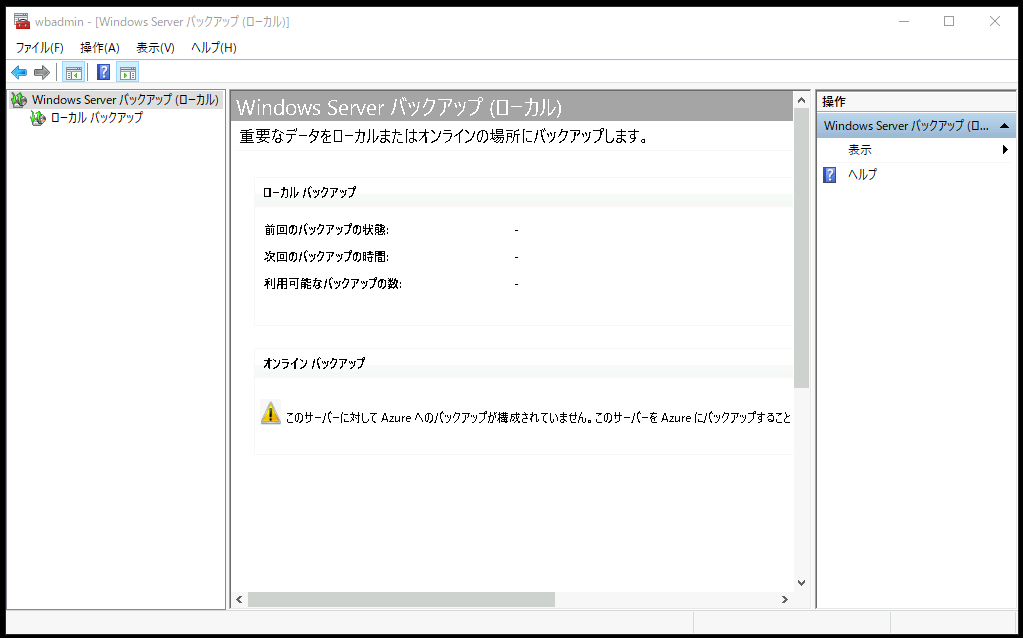 wbadmin - [Windows Server バックアップ (ローカル)]
ファイル(F) 操作(A) 表示(V) ヘルプ(H)
Windows Server バックアップ (ローカル)
ローカル バックアップ
Windows Server バックアップ (ローカル)
重要なデータをローカルまたはオンラインの場所にバックアップします。
ローカル バックアップ
前回のバックアップの状態: -
次回のバックアップの時間: -
利用可能なバックアップの数: -
オンライン バックアップ
このサーバーに対して Azure へのバックアップが構成されていません。このサーバーを Azure にバックアップすること
操作
Windows Server バックアップ (ロ...
表示
ヘルプ